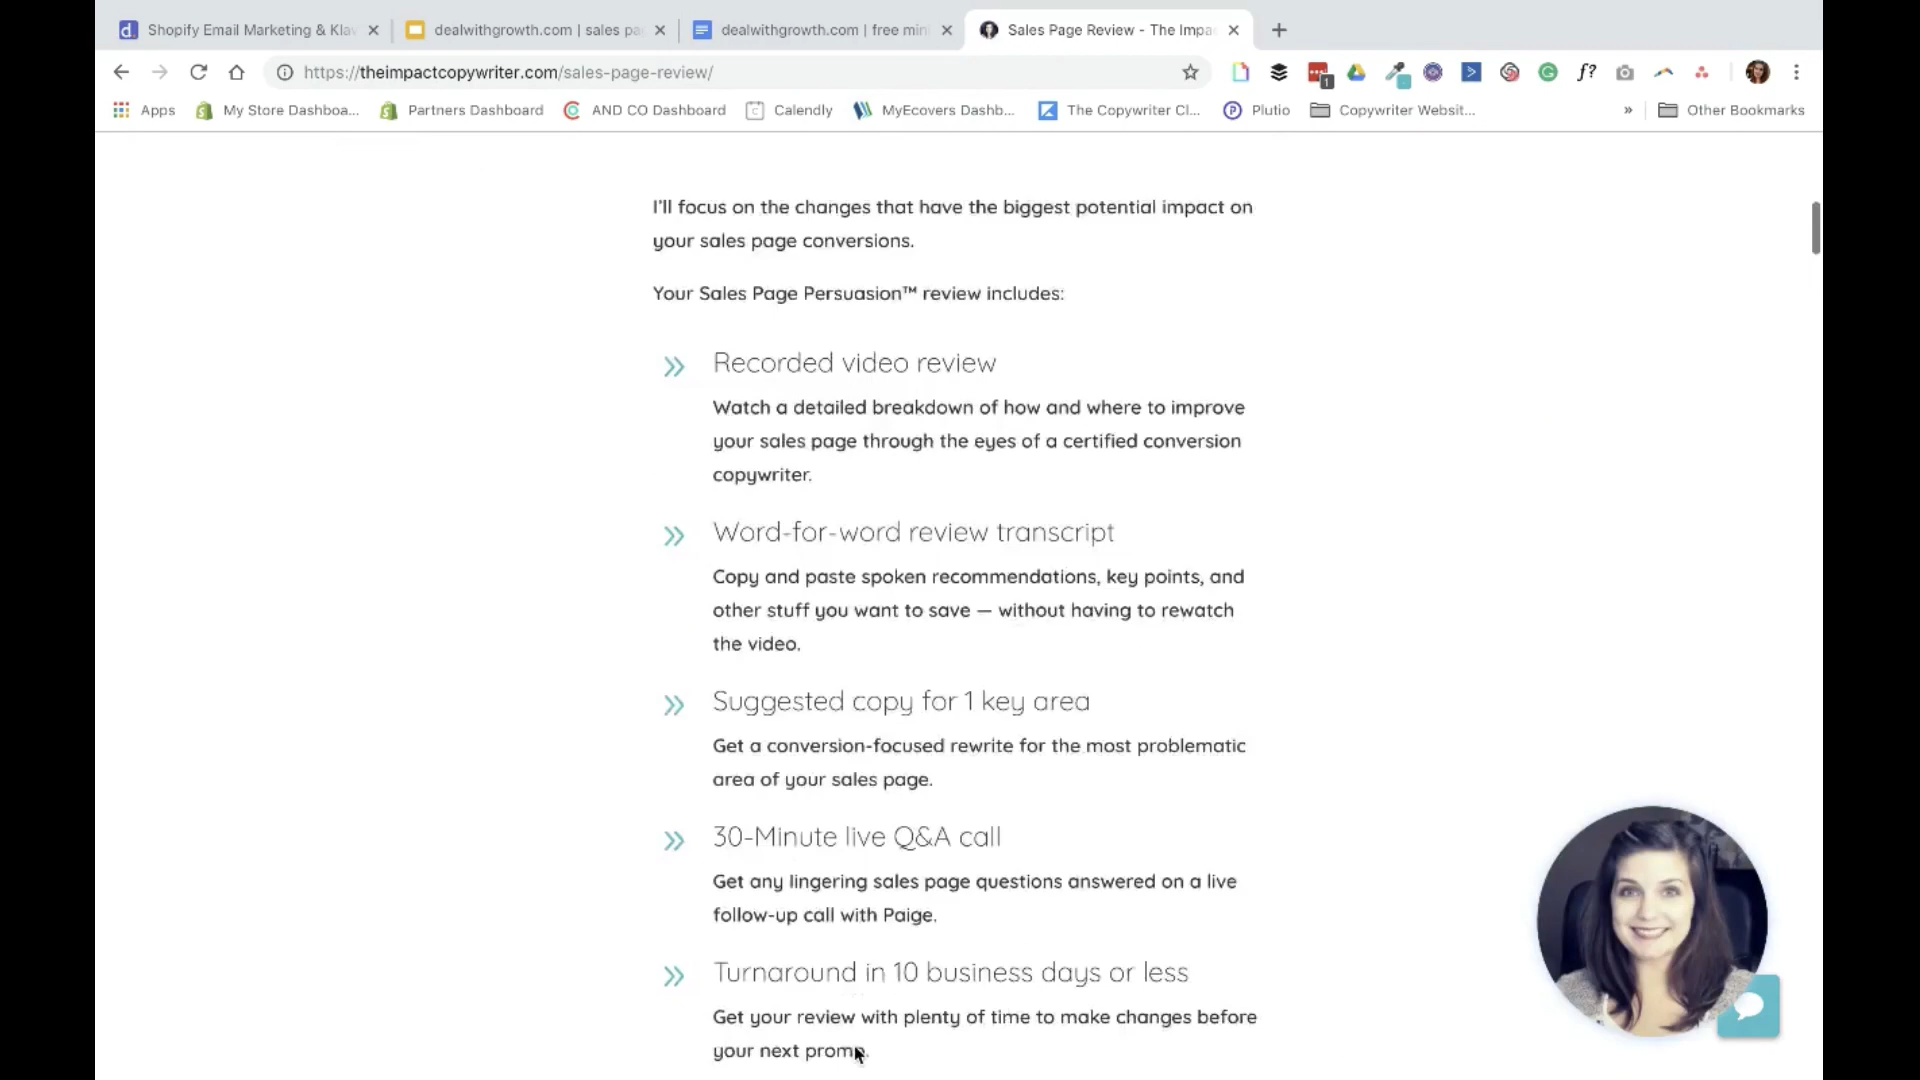 Shopify Email Marketing & Klav
dealwithgrowth.com | sales pa
dealwithgrowth.com | free mini
Sales Page Review - The Impac
https://theimpactcopywriter.com/sales-page-review/
1
f?
Apps
My Store Dashboa...
Partners Dashboard
AND CO Dashboard
Calendly
MyEcovers Dashb...
The Copywriter Cl...
Plutio
Copywriter Websit...
»
Other Bookmarks
I'll focus on the changes that have the biggest potential impact on
your sales page conversions.
Your Sales Page Persuasion™ review includes:
Recorded video review
Watch a detailed breakdown of how and where to improve
your sales page through the eyes of a certified conversion
copywriter.
Word-for-word review transcript
Copy and paste spoken recommendations, key points, and
other stuff you want to save — without having to rewatch
the video.
Suggested copy for 1 key area
Get a conversion-focused rewrite for the most problematic
area of your sales page.
30-Minute live Q&A call
Get any lingering sales page questions answered on a live
follow-up call with Paige.
Turnaround in 10 business days or less
Get your review with plenty of time to make changes before
your next promo.